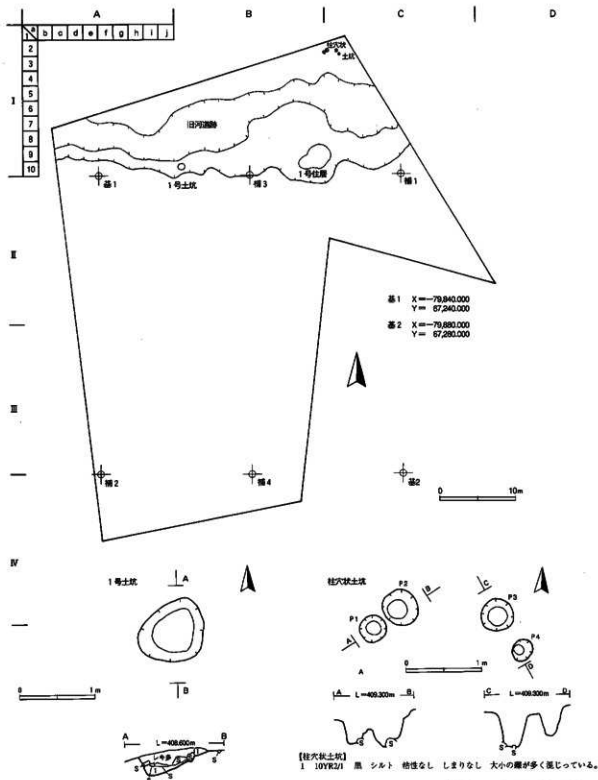 A B C D
a b c d e f g h i j
1
2
3
4
5
6
7
8
9
10
I
柱穴状
土坑
旧河道跡
基1
1号土坑
補3
1号住居
補1
II
基1 X=-79,840.000
Y= 67,240.000
基2 X=-79,880.000
Y= 67,280.000
III
補2
補4
基2
0 10m
IV
1号土坑
A
B
0 1m
A L=408.600m B
レキ多
1
S S S S
柱穴状土坑
P1
P2
P3
P4
A
B
C
D
A
0 1m
A L=409.300m B
S S
C L=409.300m D
S S
【柱穴状土坑】
1 10YR2/1 黒 シルト 粘性なし しまりなし 大小の礫が多く混じっている。